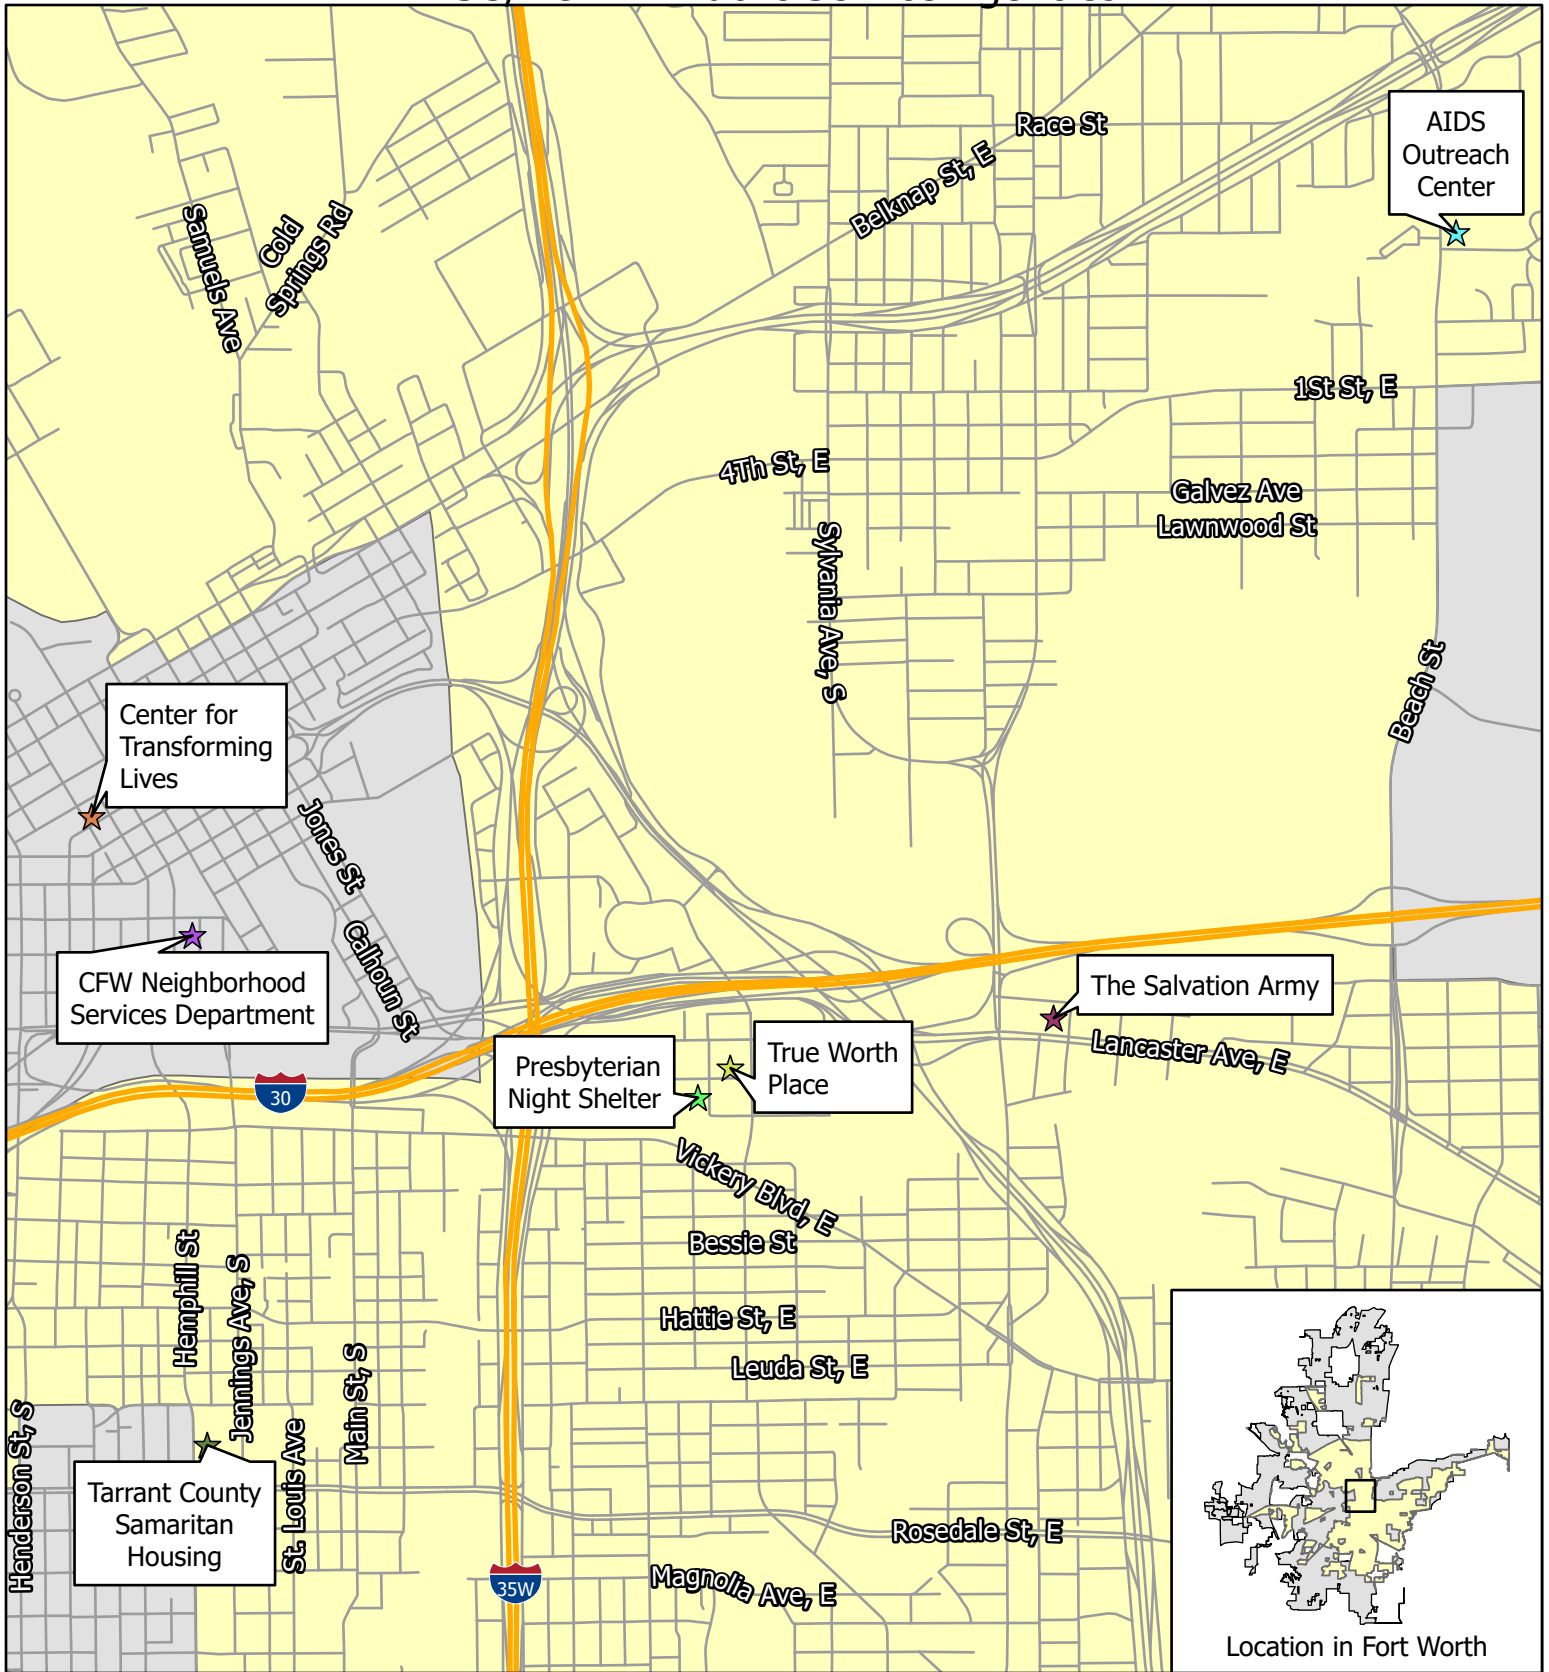 Race St
Belknap St, E
AIDS
Outreach
Center
Samuels Ave
Cold
Springs Rd
1St St, E
4Th St, E
Galvez Ave
Lawnwood St
Sylvania Ave, S
Beach St
Center for
Transforming
Lives
Jones St
Calhoun St
CFW Neighborhood
Services Department
The Salvation Army
Lancaster Ave, E
Presbyterian
Night Shelter
True Worth
Place
30
Vickery Blvd, E
Bessie St
Hemphill St
Jennings Ave, S
Hattie St, E
Main St, S
Leuda St, E
Henderson St, S
St. Louis Ave
Tarrant County
Samaritan
Housing
Rosedale St, E
35W
Magnolia Ave, E
Location in Fort Worth